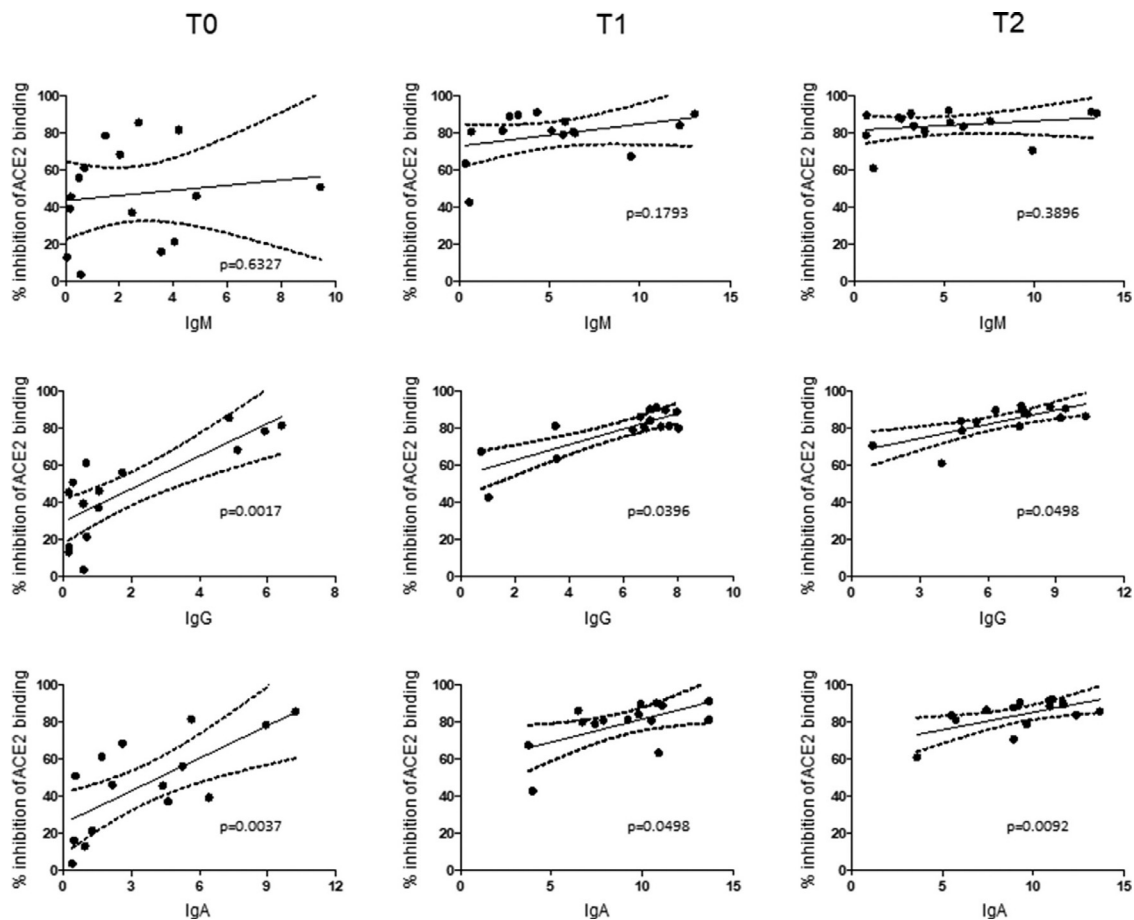 T0 T1 T2
% inhibition of ACE2 binding
100
80
60
40
20
0
p=0.6327
0 2 4 6 8 10
IgM
% inhibition of ACE2 binding
100
80
60
40
20
0
p=0.1793
0 5 10 15
IgM
% inhibition of ACE2 binding
100
80
60
40
20
0
p=0.3896
0 5 10 15
IgM
% inhibition of ACE2 binding
100
80
60
40
20
0
p=0.0017
0 2 4 6 8
IgG
% inhibition of ACE2 binding
100
80
60
40
20
0
p=0.0396
0 2 4 6 8 10
IgG
% inhibition of ACE2 binding
100
80
60
40
20
0
p=0.0498
0 3 6 9 12
IgG
% inhibition of ACE2 binding
100
80
60
40
20
0
p=0.0037
0 3 6 9 12
IgA
% inhibition of ACE2 binding
100
80
60
40
20
0
p=0.0498
0 5 10 15
IgA
% inhibition of ACE2 binding
100
80
60
40
20
0
p=0.0092
0 5 10 15
IgA